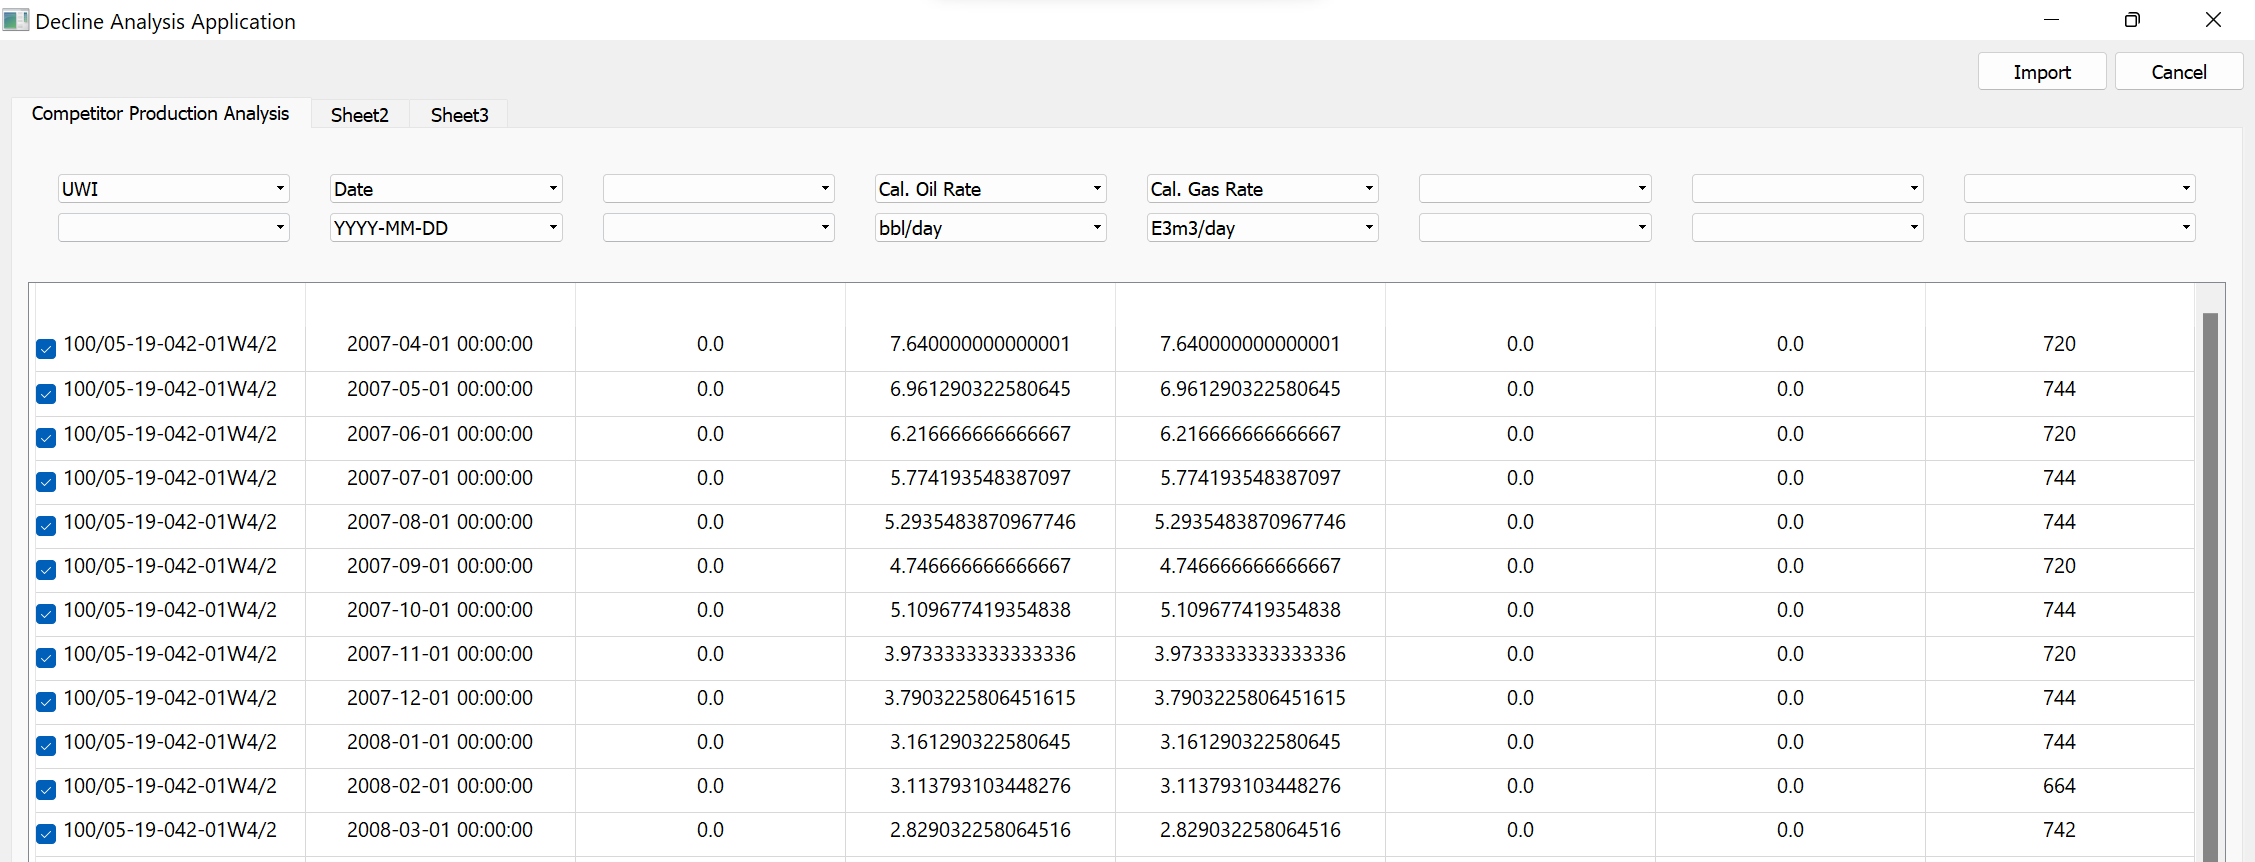 Decline Analysis Application
Import Cancel
Competitor Production Analysis Sheet2 Sheet3
UWI Date Cal. Oil Rate Cal. Gas Rate
YYYY-MM-DD bbl/day E3m3/day
100/05-19-042-01W4/2 2007-04-01 00:00:00 0.0 7.640000000000001 7.640000000000001 0.0 0.0 720
100/05-19-042-01W4/2 2007-05-01 00:00:00 0.0 6.961290322580645 6.961290322580645 0.0 0.0 744
100/05-19-042-01W4/2 2007-06-01 00:00:00 0.0 6.216666666666667 6.216666666666667 0.0 0.0 720
100/05-19-042-01W4/2 2007-07-01 00:00:00 0.0 5.774193548387097 5.774193548387097 0.0 0.0 744
100/05-19-042-01W4/2 2007-08-01 00:00:00 0.0 5.2935483870967746 5.2935483870967746 0.0 0.0 744
100/05-19-042-01W4/2 2007-09-01 00:00:00 0.0 4.746666666666667 4.746666666666667 0.0 0.0 720
100/05-19-042-01W4/2 2007-10-01 00:00:00 0.0 5.109677419354838 5.109677419354838 0.0 0.0 744
100/05-19-042-01W4/2 2007-11-01 00:00:00 0.0 3.9733333333333336 3.9733333333333336 0.0 0.0 720
100/05-19-042-01W4/2 2007-12-01 00:00:00 0.0 3.7903225806451615 3.7903225806451615 0.0 0.0 744
100/05-19-042-01W4/2 2008-01-01 00:00:00 0.0 3.161290322580645 3.161290322580645 0.0 0.0 744
100/05-19-042-01W4/2 2008-02-01 00:00:00 0.0 3.113793103448276 3.113793103448276 0.0 0.0 664
100/05-19-042-01W4/2 2008-03-01 00:00:00 0.0 2.829032258064516 2.829032258064516 0.0 0.0 742